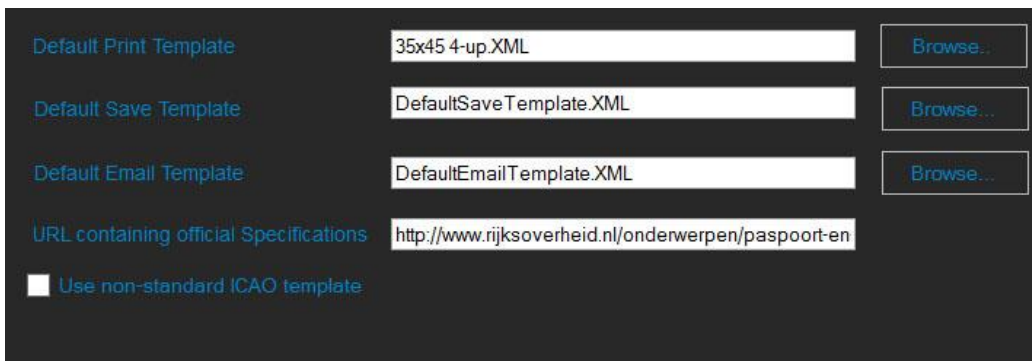 Default Print Template 35x45 4-up.XML Browse..
Default Save Template DefaultSaveTemplate.XML Browse...
Default Email Template DefaultEmailTemplate.XML Browse...
URL containing official Specifications http://www.rijksoverheid.nl/onderwerpen/paspoort-en
Use non-standard ICAO template